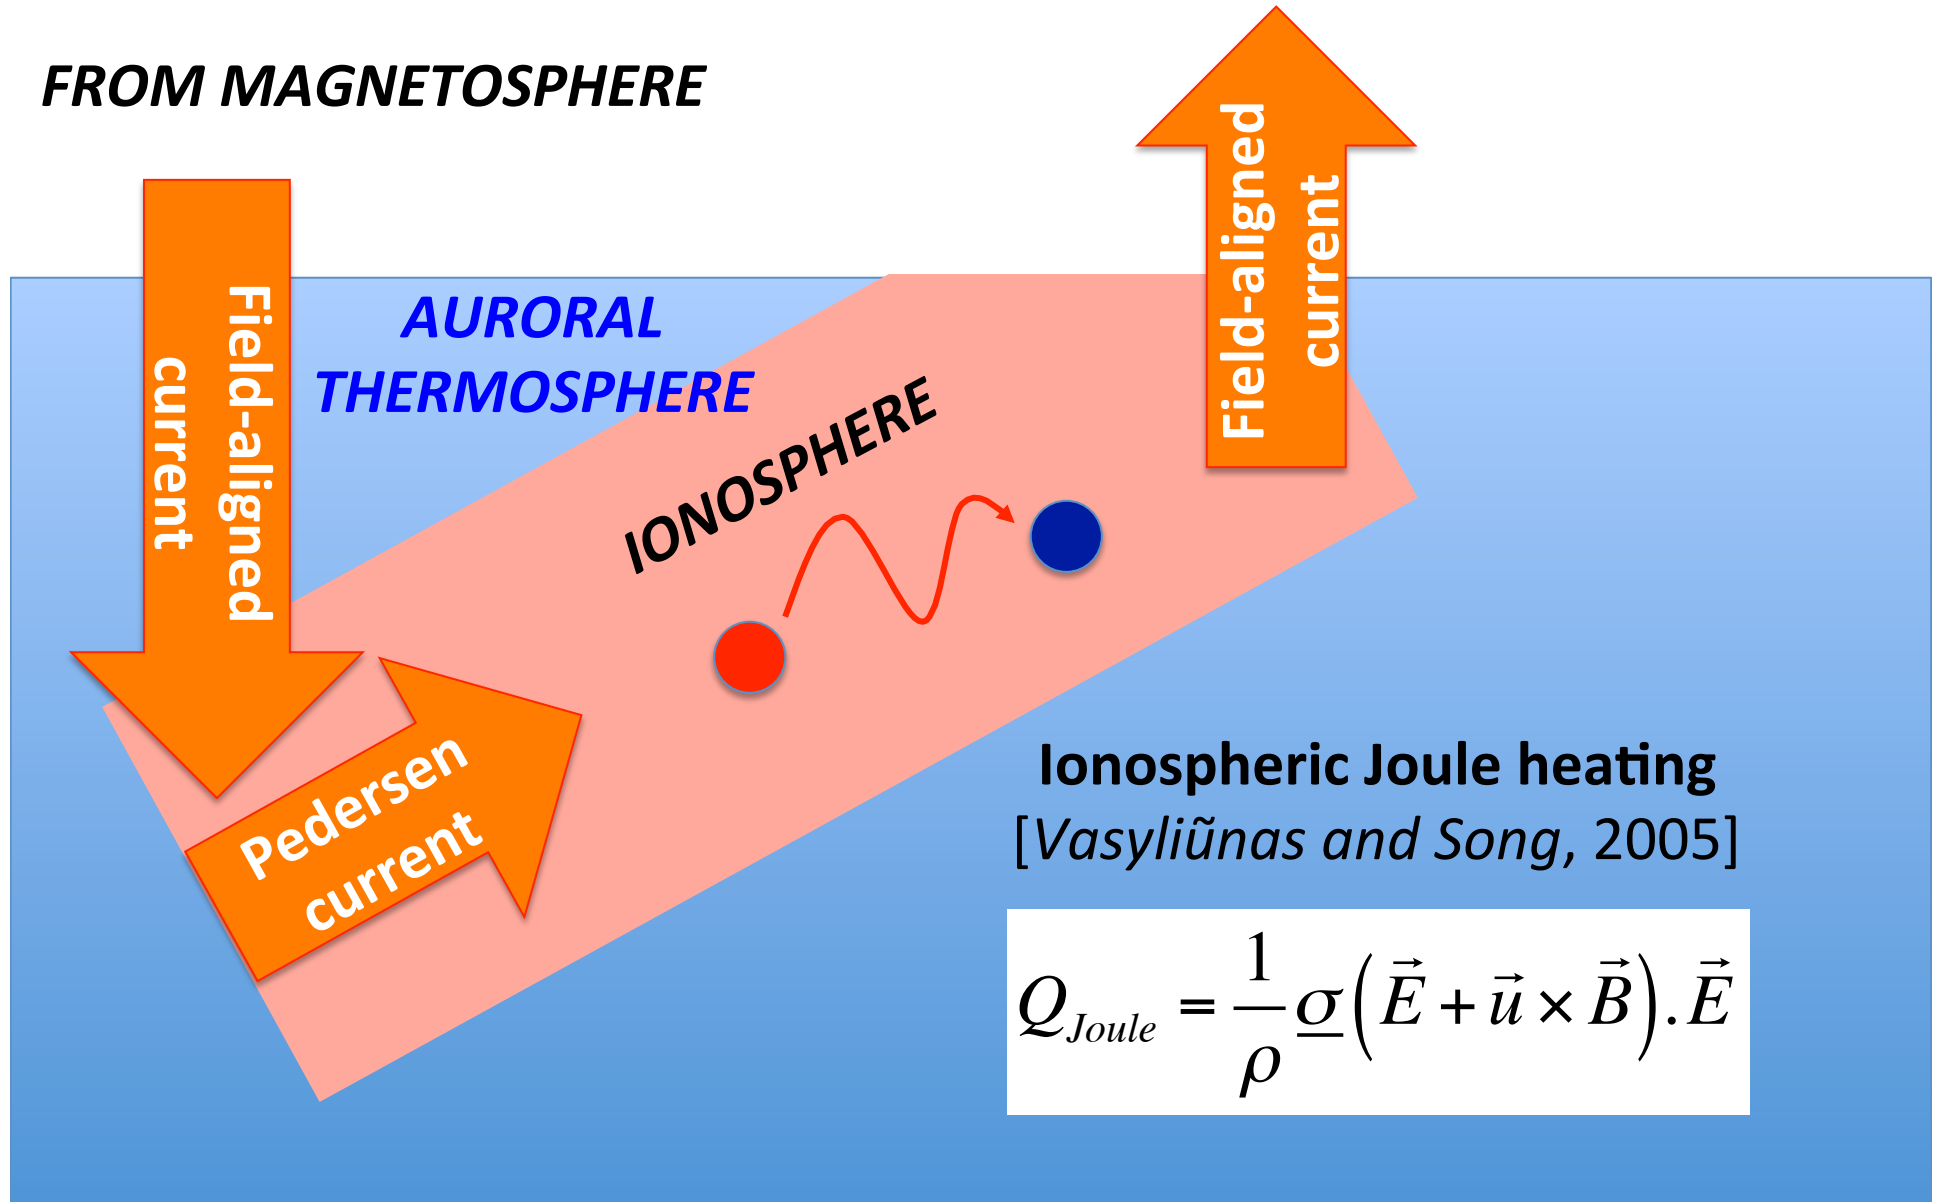 FROM MAGNETOSPHERE
Field-aligned
current
Field-aligned
current
AURORAL
THERMOSPHERE
IONOSPHERE
Pedersen
current
Ionospheric Joule heating
[Vasyliũnas and Song, 2005]
Q_Joule = 1/ρ σ(E⃗ + u⃗ × B⃗).E⃗